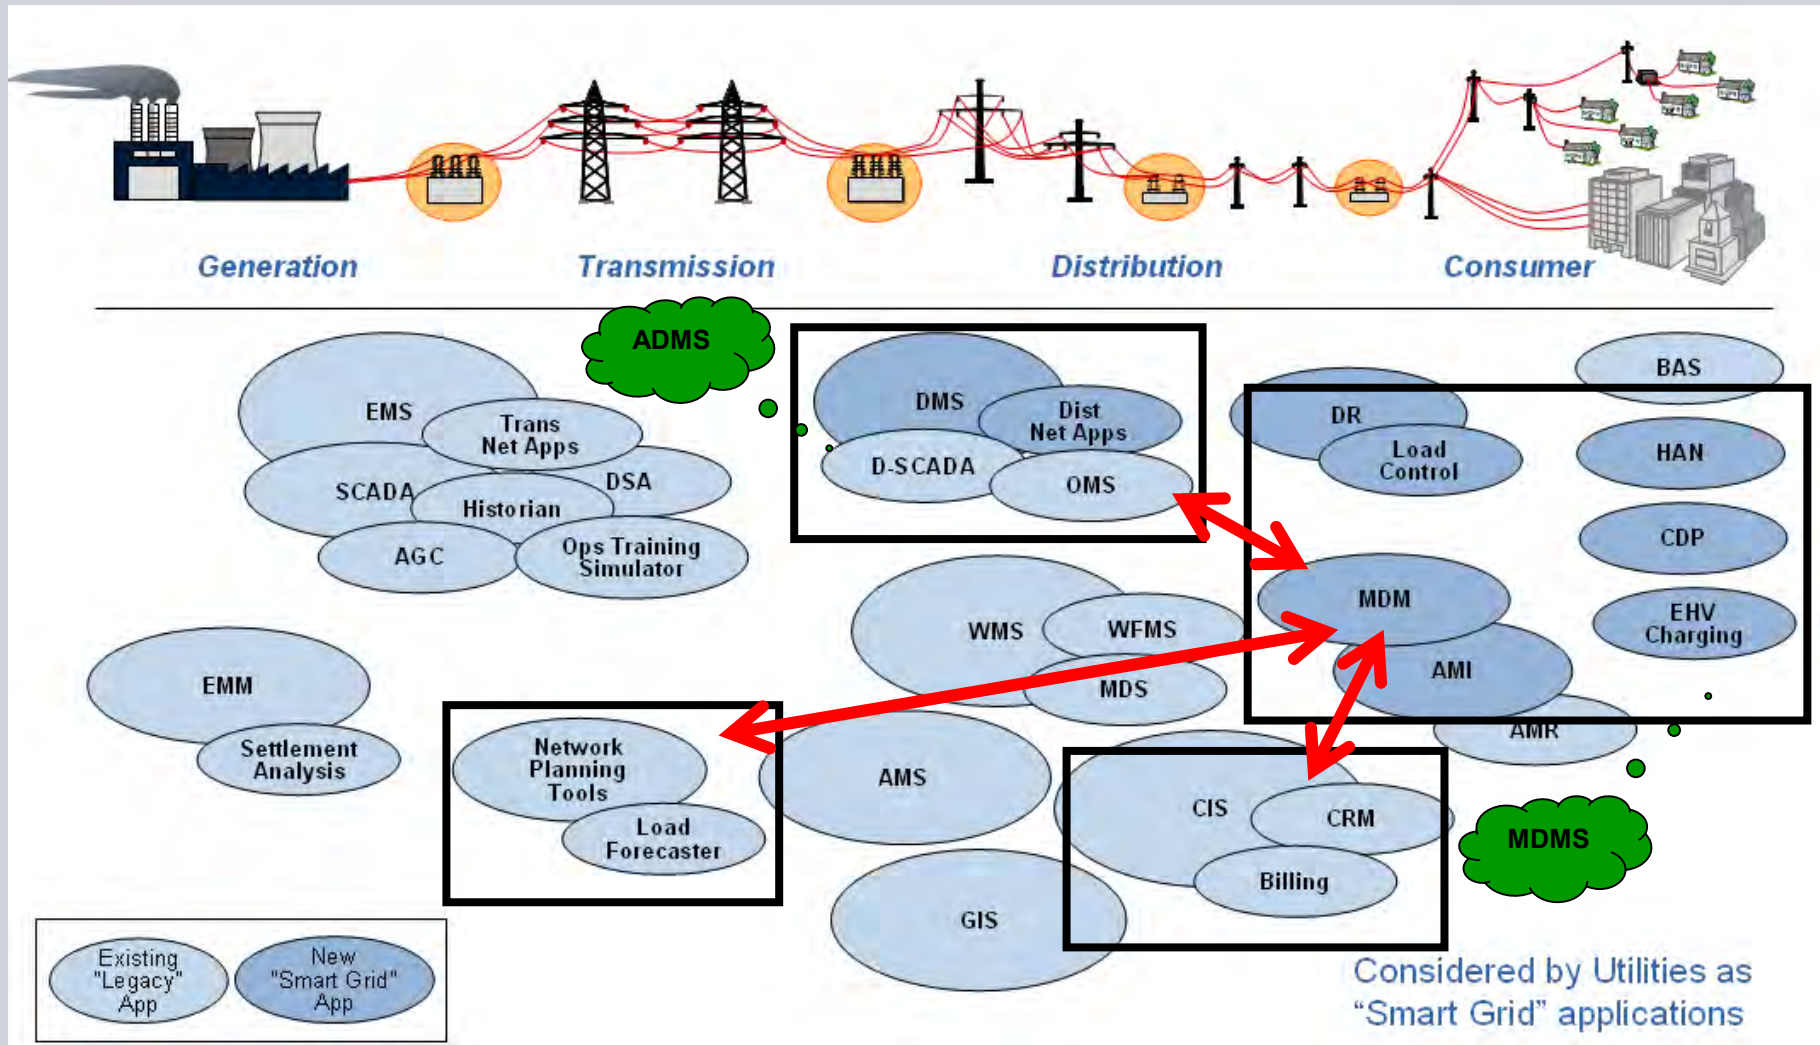 Generation
Transmission
Distribution
Consumer
ADMS
EMS
Trans
Net Apps
SCADA
DSA
Historian
AGC
Ops Training
Simulator
DMS
Dist
Net Apps
D-SCADA
OMS
DR
Load
Control
BAS
HAN
CDP
EHV
Charging
MDM
AMI
AMR
WMS
WFMS
MDS
EMM
Settlement
Analysis
Network
Planning
Tools
Load
Forecaster
AMS
GIS
CIS
CRM
Billing
MDMS
Existing
"Legacy"
App
New
"Smart Grid"
App
Considered by Utilities as
“Smart Grid” applications